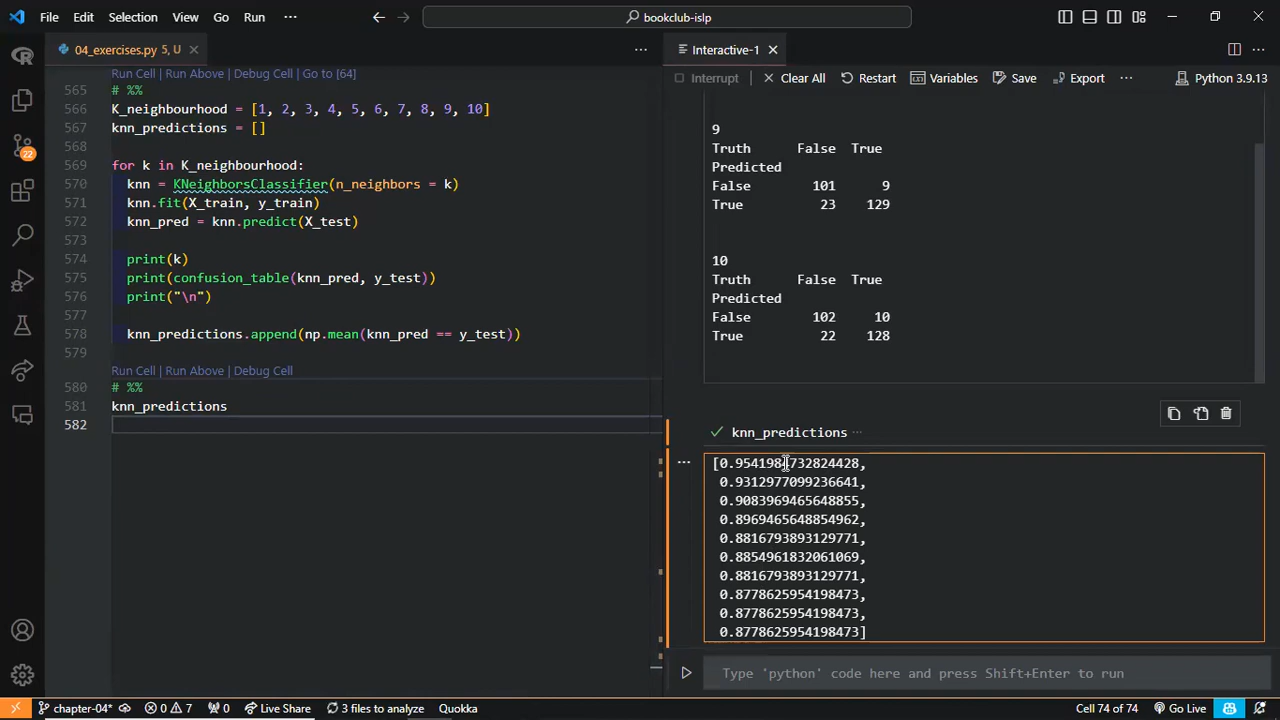 File Edit Selection View Go Run ··· bookclub-islp
04_exercises.py 5, U
Run Cell | Run Above | Debug Cell | Go to [64]
565 # %%
566 K_neighbourhood = [1, 2, 3, 4, 5, 6, 7, 8, 9, 10]
567 knn_predictions = []
568
569 for k in K_neighbourhood:
570 knn = KNeighborsClassifier(n_neighbors = k)
571 knn.fit(X_train, y_train)
572 knn_pred = knn.predict(X_test)
573
574 print(k)
575 print(confusion_table(knn_pred, y_test))
576 print("\n")
577
578 knn_predictions.append(np.mean(knn_pred == y_test))
579
Run Cell | Run Above | Debug Cell
580 # %%
581 knn_predictions
582
22
Interactive-1
Interrupt Clear All Restart Variables Save Export ··· Python 3.9.13
9
Truth False True
Predicted
False 101 9
True 23 129
10
Truth False True
Predicted
False 102 10
True 22 128
knn_predictions ···
0.9312977099236641,
0.9083969465648855,
0.8969465648854962,
0.8816793893129771,
0.8854961832061069,
0.8816793893129771,
0.8778625954198473,
0.8778625954198473,
0.8778625954198473]
Type 'python' code here and press Shift+Enter to run
chapter-04* 0 7 0 Live Share 3 files to analyze Quokka Cell 74 of 74 Go Live